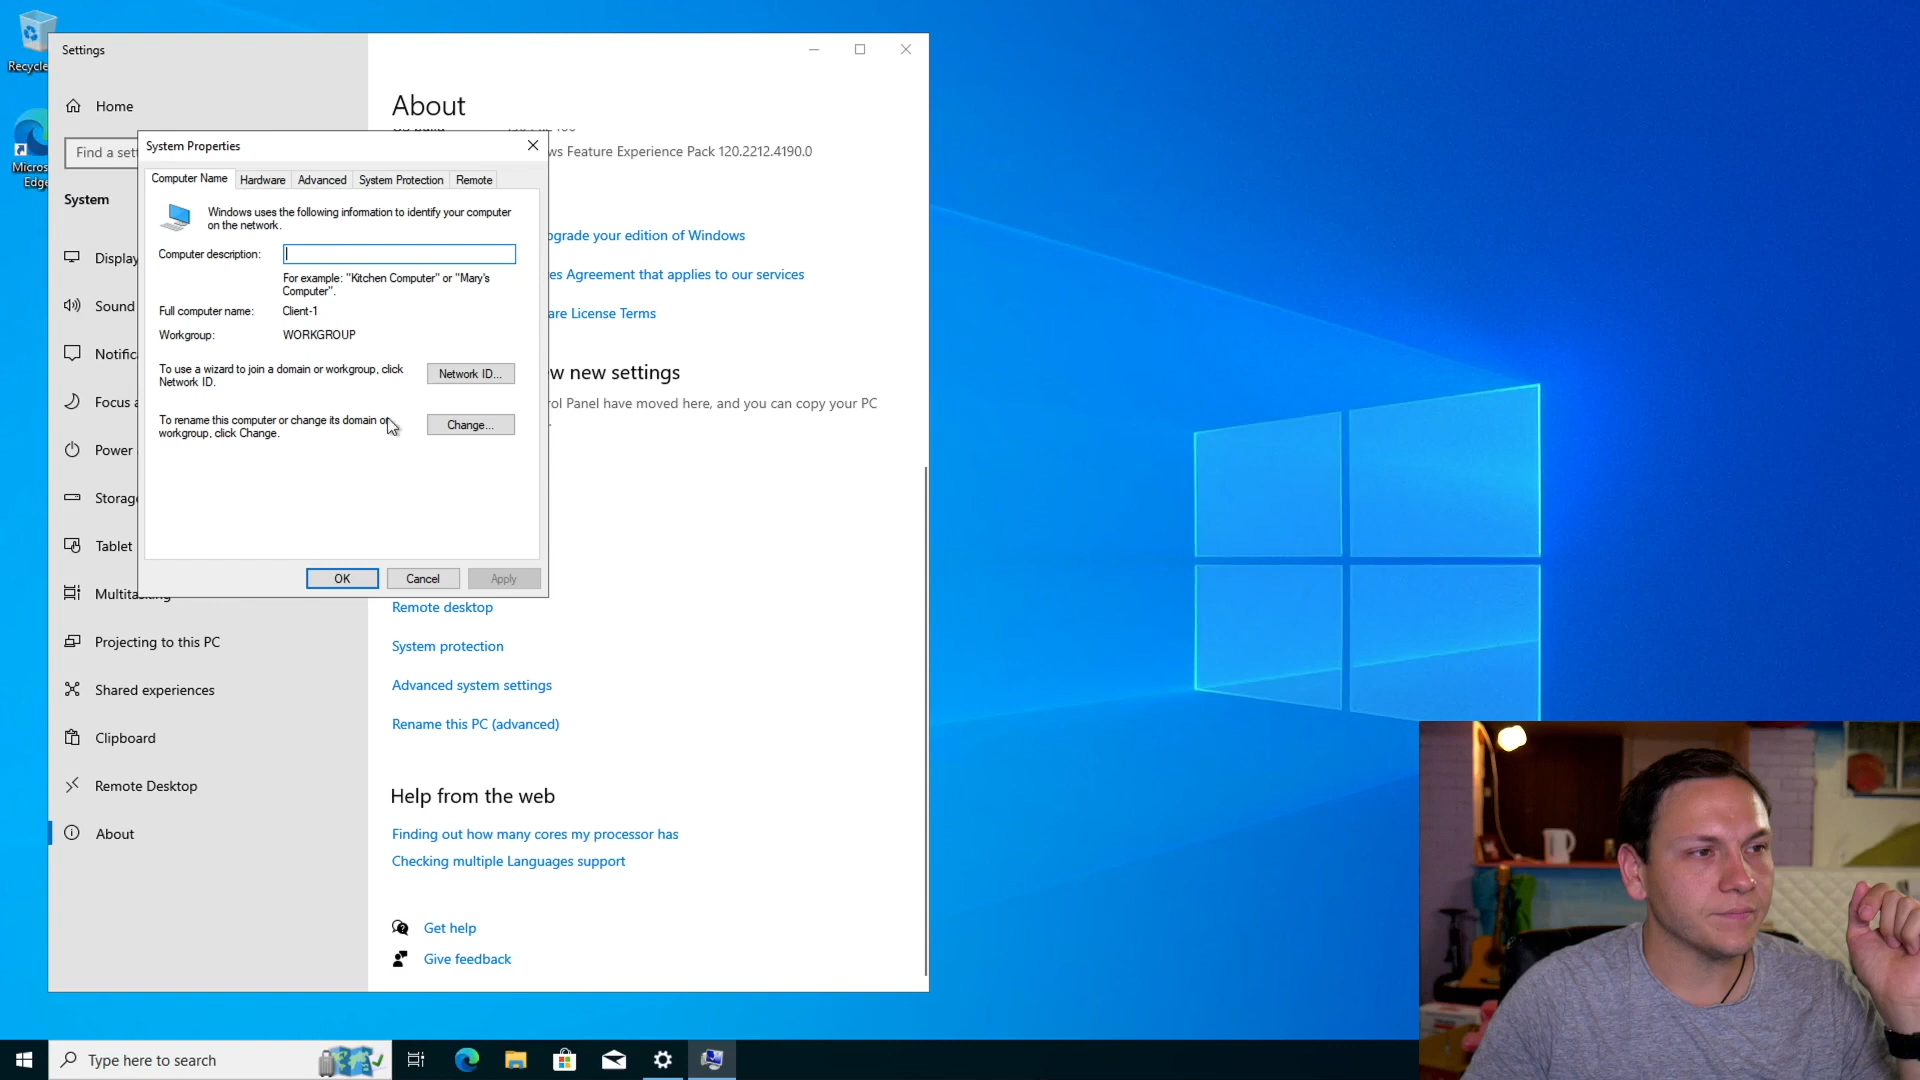 Recycle
Micros
Edge
Settings
Home
Find a sett
System
Display
Sound
Notific
Focus a
Power
Storag
Tablet
Multitasking
Projecting to this PC
Shared experiences
Clipboard
Remote Desktop
About
About
ws Feature Experience Pack 120.2212.4190.0
pgrade your edition of Windows
es Agreement that applies to our services
are License Terms
w new settings
ol Panel have moved here, and you can copy your PC
Remote desktop
System protection
Advanced system settings
Rename this PC (advanced)
Help from the web
Finding out how many cores my processor has
Checking multiple Languages support
Get help
Give feedback
System Properties
Computer Name Hardware Advanced System Protection Remote
Windows uses the following information to identify your computer
on the network.
Computer description:
For example: "Kitchen Computer" or "Mary's
Computer".
Full computer name: Client-1
Workgroup: WORKGROUP
To use a wizard to join a domain or workgroup, click
Network ID.
Network ID...
To rename this computer or change its domain or
workgroup, click Change.
Change...
OK Cancel Apply
Type here to search